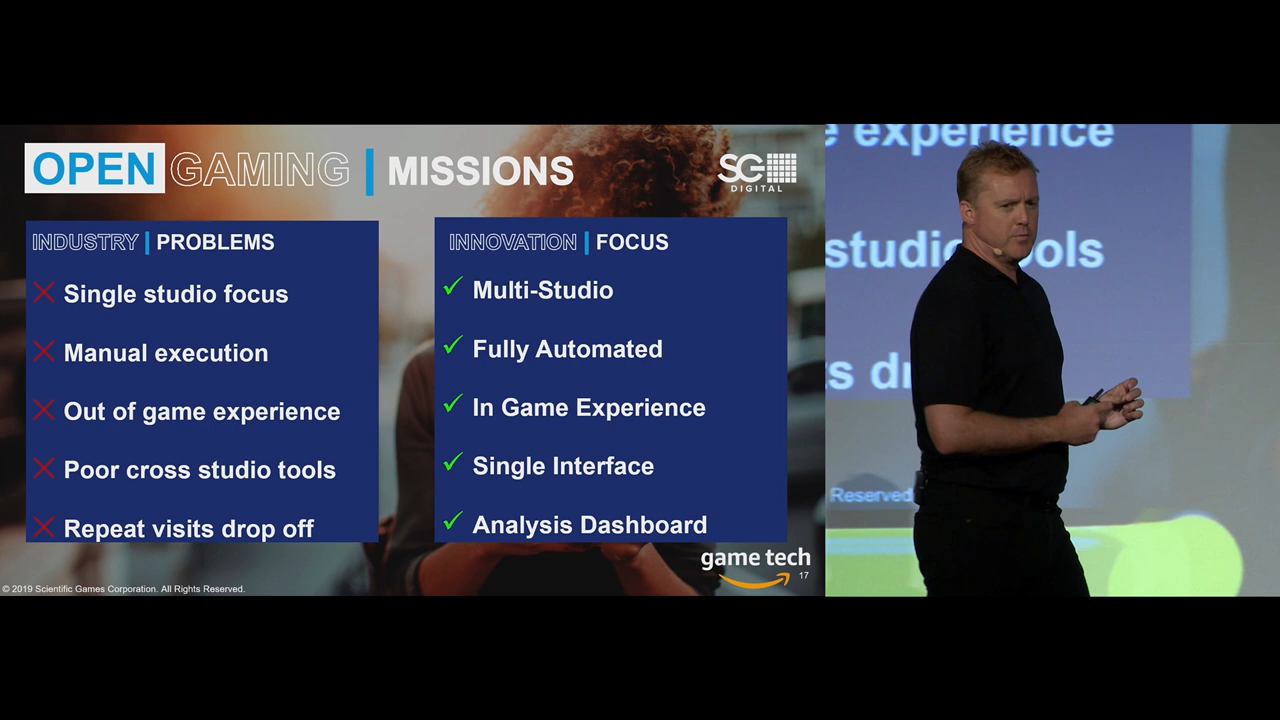 OPEN GAMING | MISSIONS
SG
DIGITAL
INDUSTRY | PROBLEMS
Single studio focus
Manual execution
Out of game experience
Poor cross studio tools
Repeat visits drop off
INNOVATION | FOCUS
Multi-Studio
Fully Automated
In Game Experience
Single Interface
Analysis Dashboard
game tech
17
© 2019 Scientific Games Corporation. All Rights Reserved.
experience
studio
Reserved